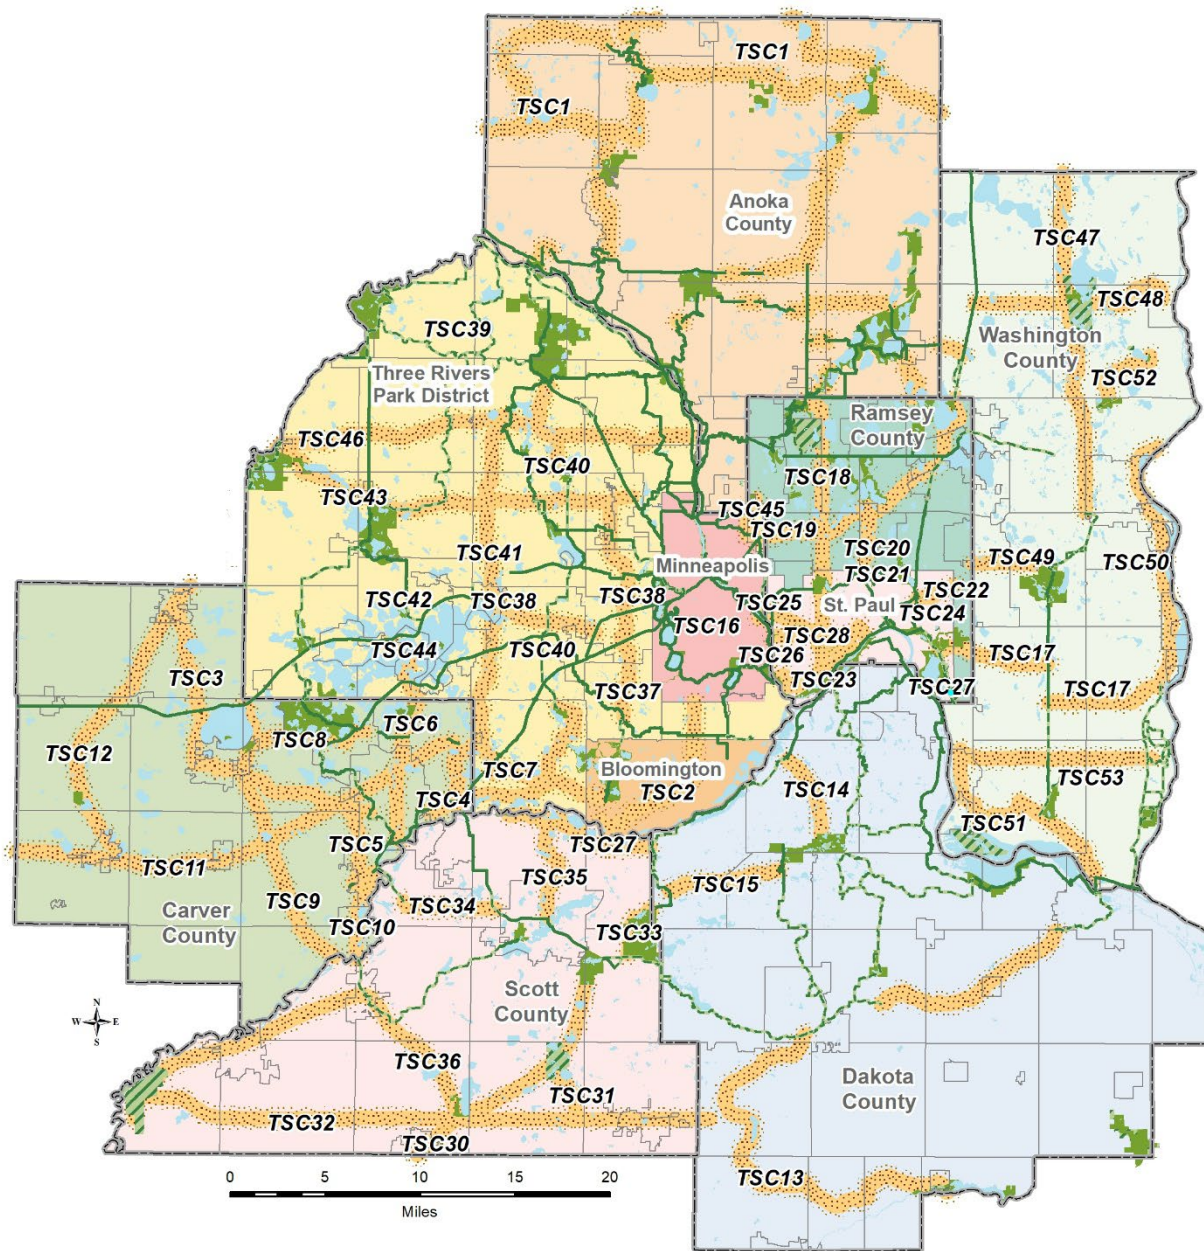 TSC1
TSC1
Anoka
County
TSC47
TSC48
Washington
County
TSC39
Three Rivers
Park District
TSC52
Ramsey
County
TSC46
TSC40
TSC18
TSC43
TSC45
TSC19
TSC41
TSC20
TSC49
TSC50
Minneapolis
TSC21
TSC22
TSC42
TSC38
TSC38
TSC25
St. Paul
TSC24
TSC16
TSC28
TSC44
TSC40
TSC26
TSC17
TSC3
TSC23
TSC27
TSC37
TSC17
TSC6
TSC8
TSC12
TSC7
Bloomington
TSC2
TSC53
TSC14
TSC4
TSC51
TSC5
TSC27
TSC11
TSC35
TSC15
TSC9
TSC34
Carver
County
TSC10
TSC33
Scott
County
N
W E
S
TSC36
Dakota
County
TSC31
TSC32
TSC30
TSC13
0 5 10 15 20
Miles